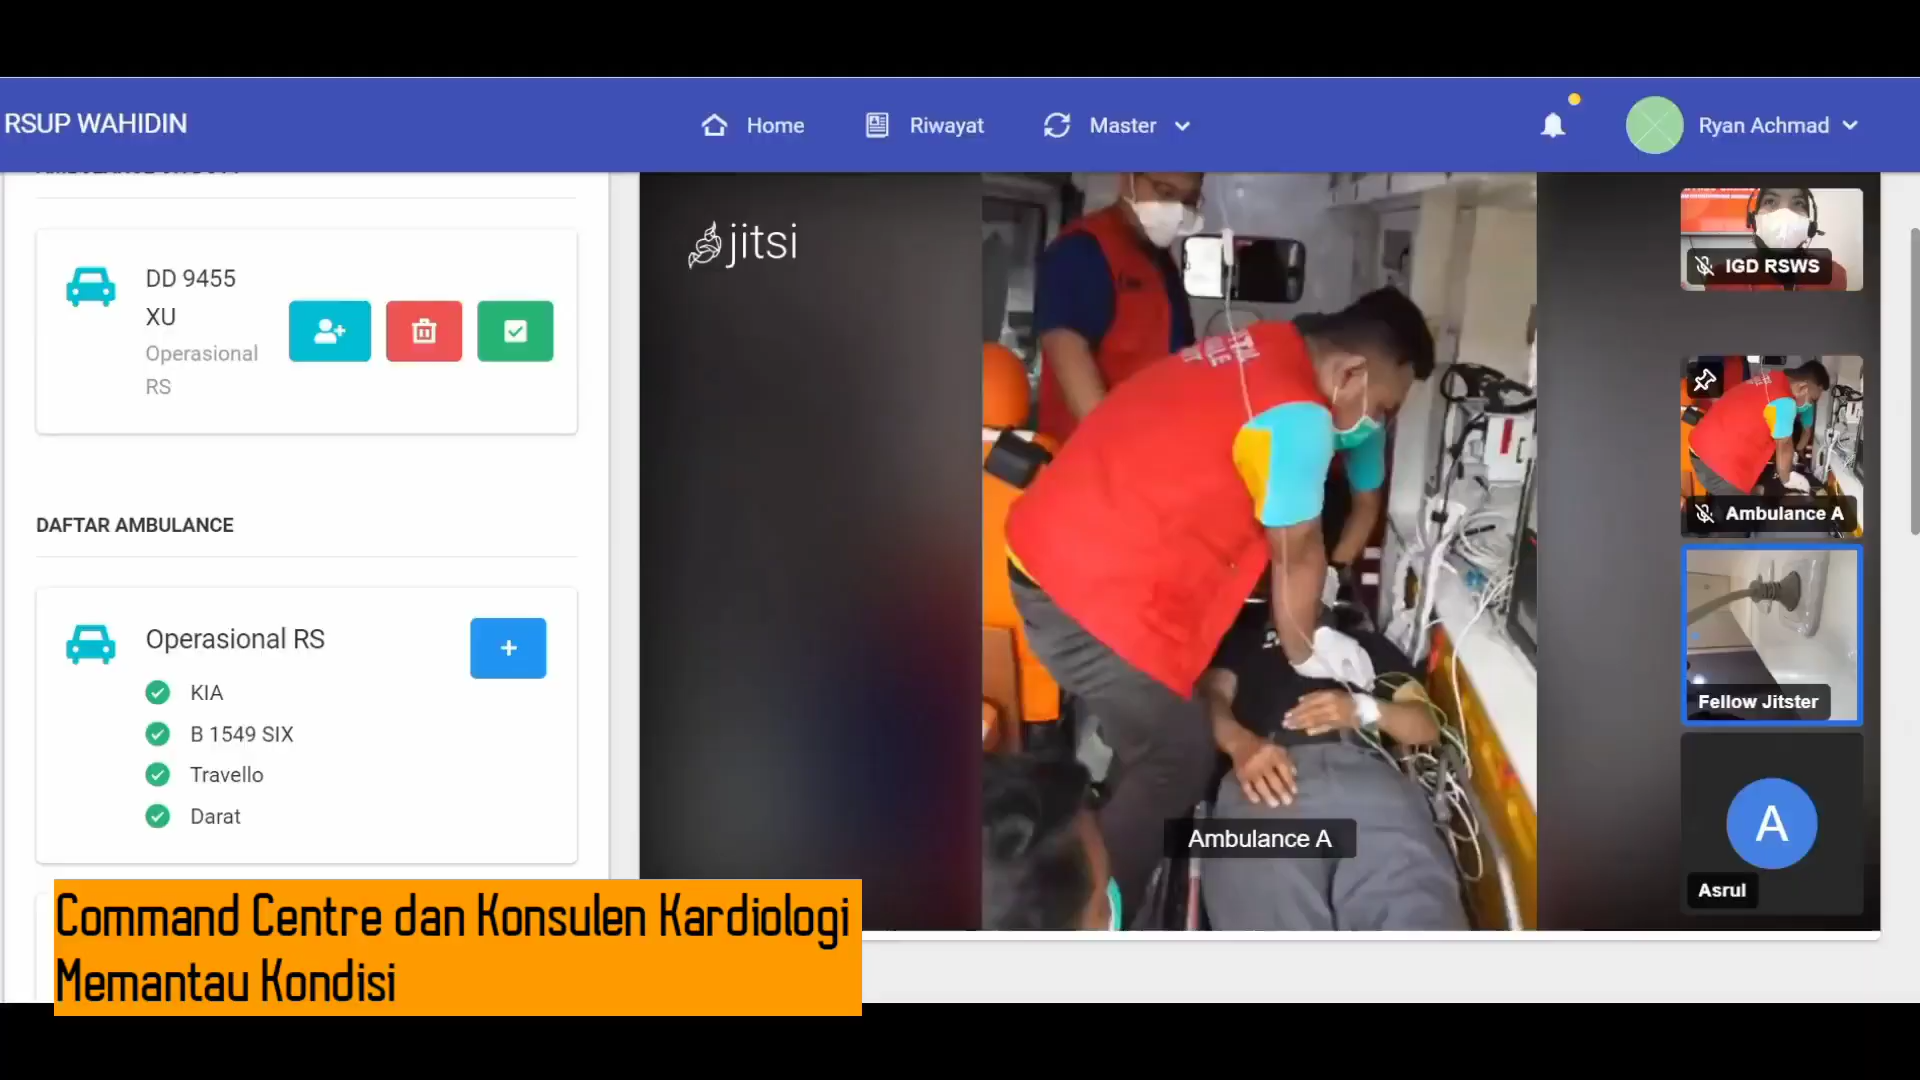 RSUP WAHIDIN
Home
Riwayat
Master
Ryan Achmad
DD 9455
XU
Operasional
RS
DAFTAR AMBULANCE
Operasional RS
+
KIA
B 1549 SIX
Travello
Darat
jitsi
Ambulance A
IGD RSWS
Ambulance A
Fellow Jitster
A
Asrul
Command Centre dan Konsulen Kardiologi
Memantau Kondisi